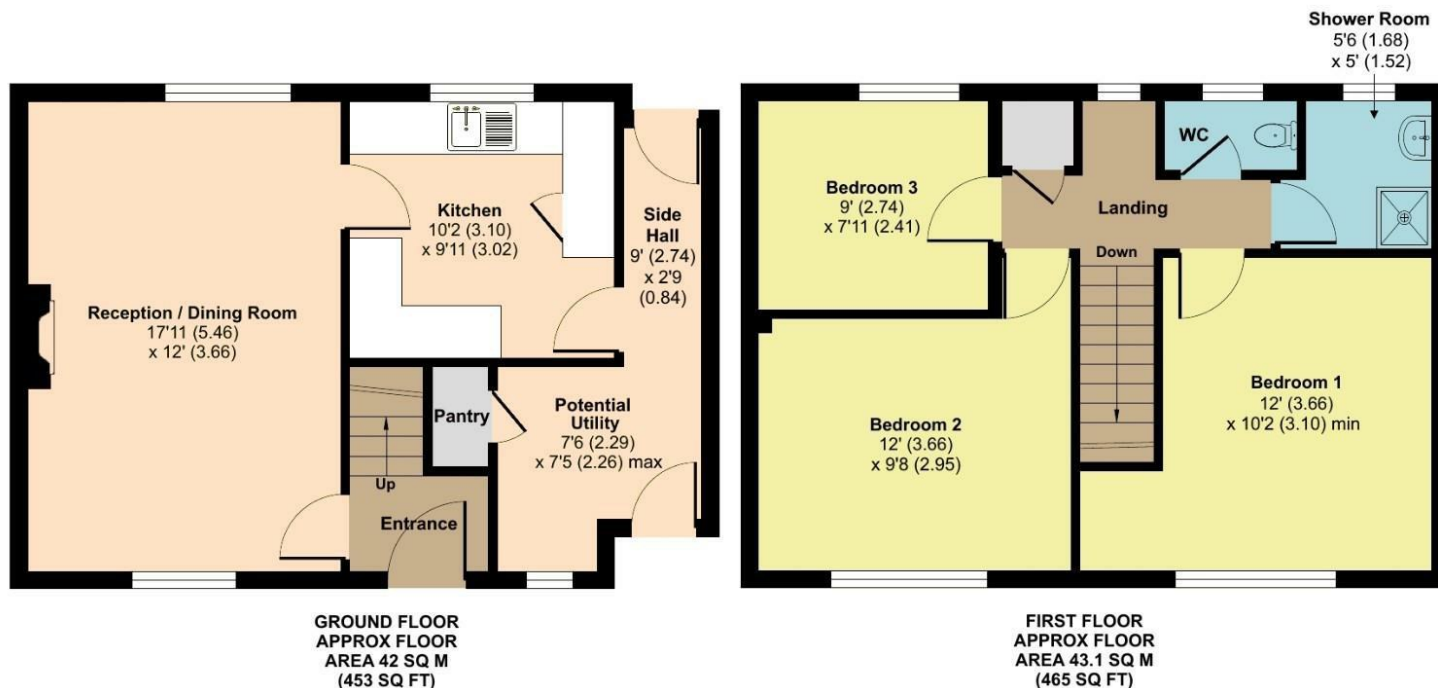 Shower Room
5'6 (1.68)
x 5' (1.52)
Reception / Dining Room
17'11 (5.46)
x 12' (3.66)
Kitchen
10'2 (3.10)
x 9'11 (3.02)
Side
Hall
9' (2.74)
x 2'9
(0.84)
Pantry
Potential
Utility
7'6 (2.29)
x 7'5 (2.26) max
Up
Entrance
GROUND FLOOR
APPROX FLOOR
AREA 42 SQ M
(453 SQ FT)
WC
Bedroom 3
9' (2.74)
x 7'11 (2.41)
Landing
Down
Bedroom 2
12' (3.66)
x 9'8 (2.95)
Bedroom 1
12' (3.66)
x 10'2 (3.10) min
FIRST FLOOR
APPROX FLOOR
AREA 43.1 SQ M
(465 SQ FT)